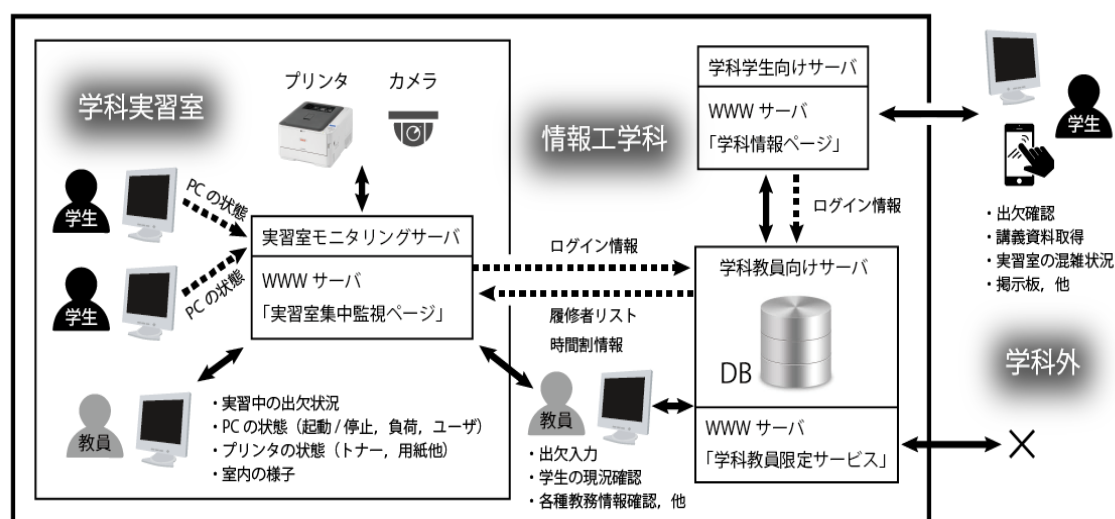 学科実習室
プリンタ
カメラ
学生
PCの状態
学生
PCの状態
実習室モニタリングサーバ
WWW サーバ
「実習室集中監視ページ」
教員
・実習中の出欠状況
・PCの状態（起動/停止，負荷，ユーザ）
・プリンタの状態（トナー，用紙他）
・室内の様子
情報工学科
ログイン情報
履修者リスト
時間割情報
教員
・出欠入力
・学生の現況確認
・各種教務情報確認，他
学科学生向けサーバ
WWW サーバ
「学科情報ページ」
ログイン情報
学科教員向けサーバ
DB
WWW サーバ
「学科教員限定サービス」
学生
・出欠確認
・講義資料取得
・実習室の混雑状況
・掲示板，他
学科外